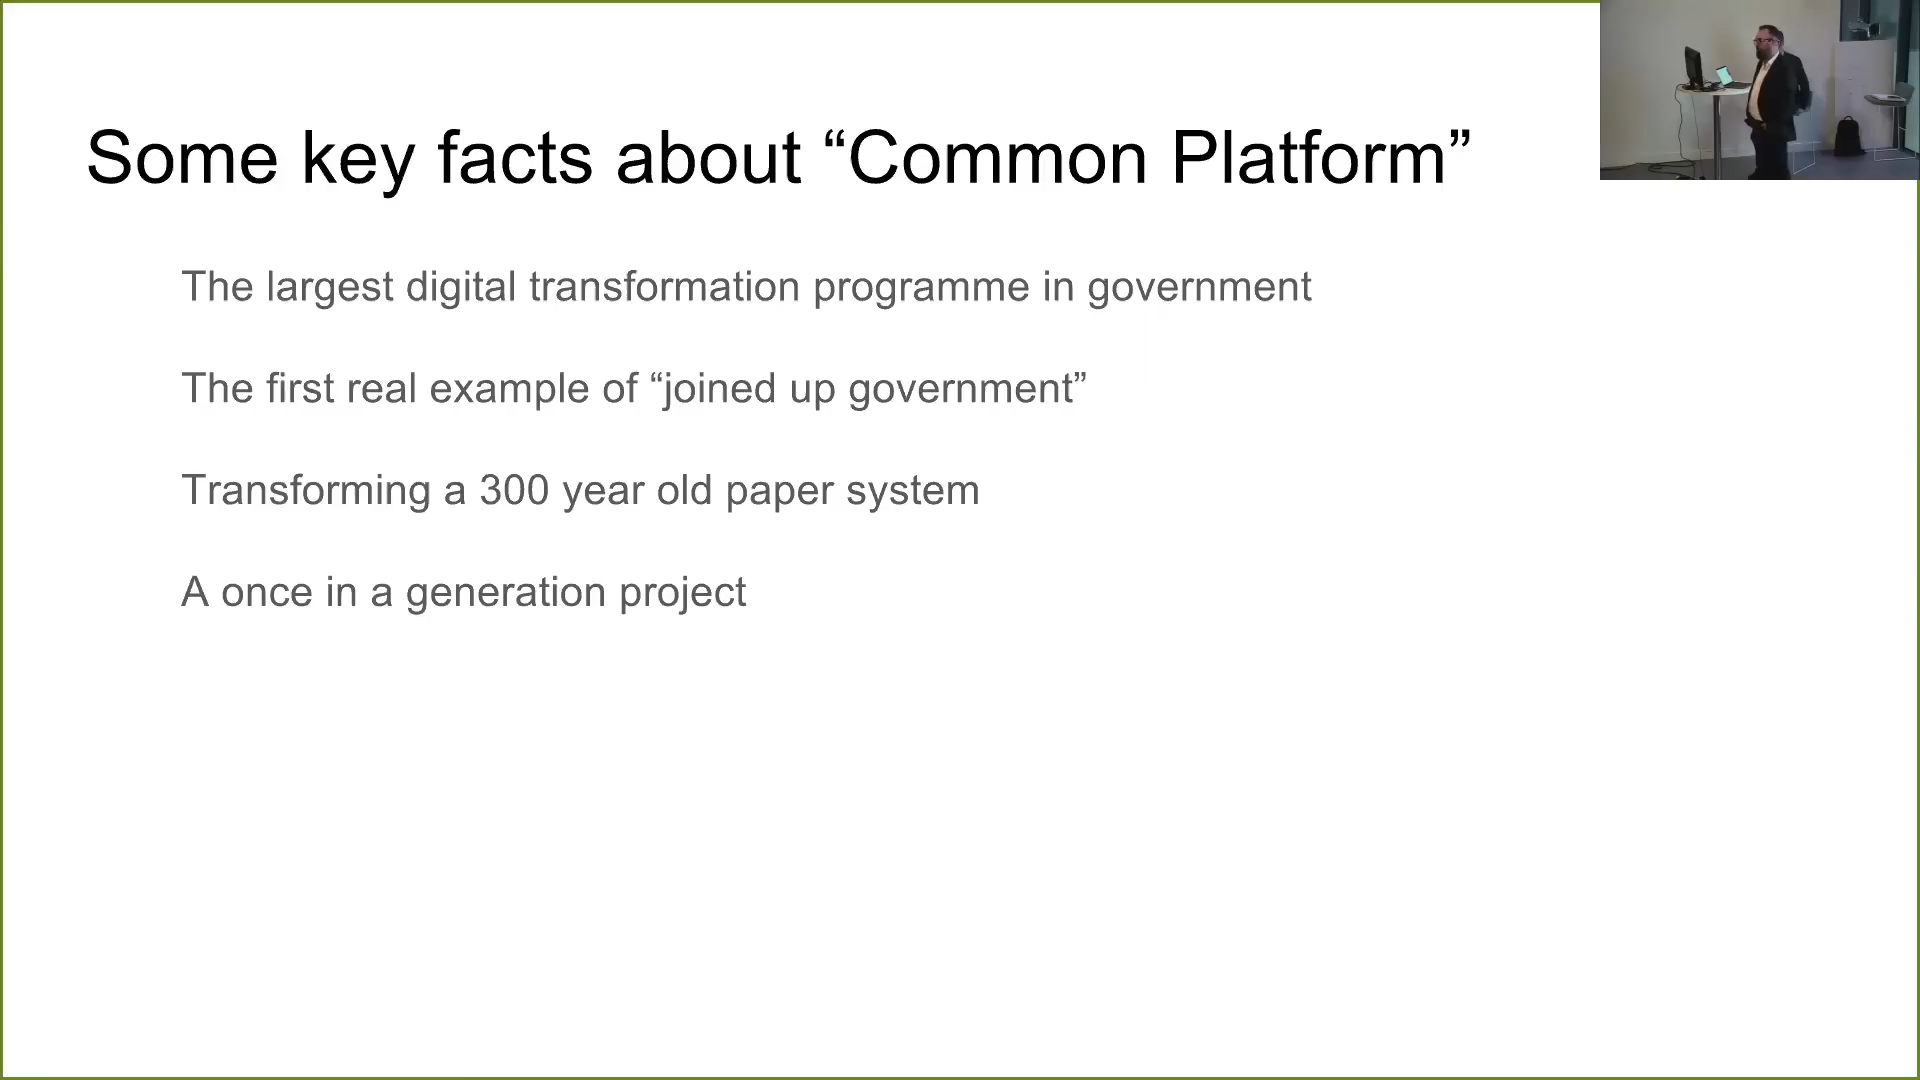 Some key facts about “Common Platform”
The largest digital transformation programme in government
The first real example of “joined up government”
Transforming a 300 year old paper system
A once in a generation project